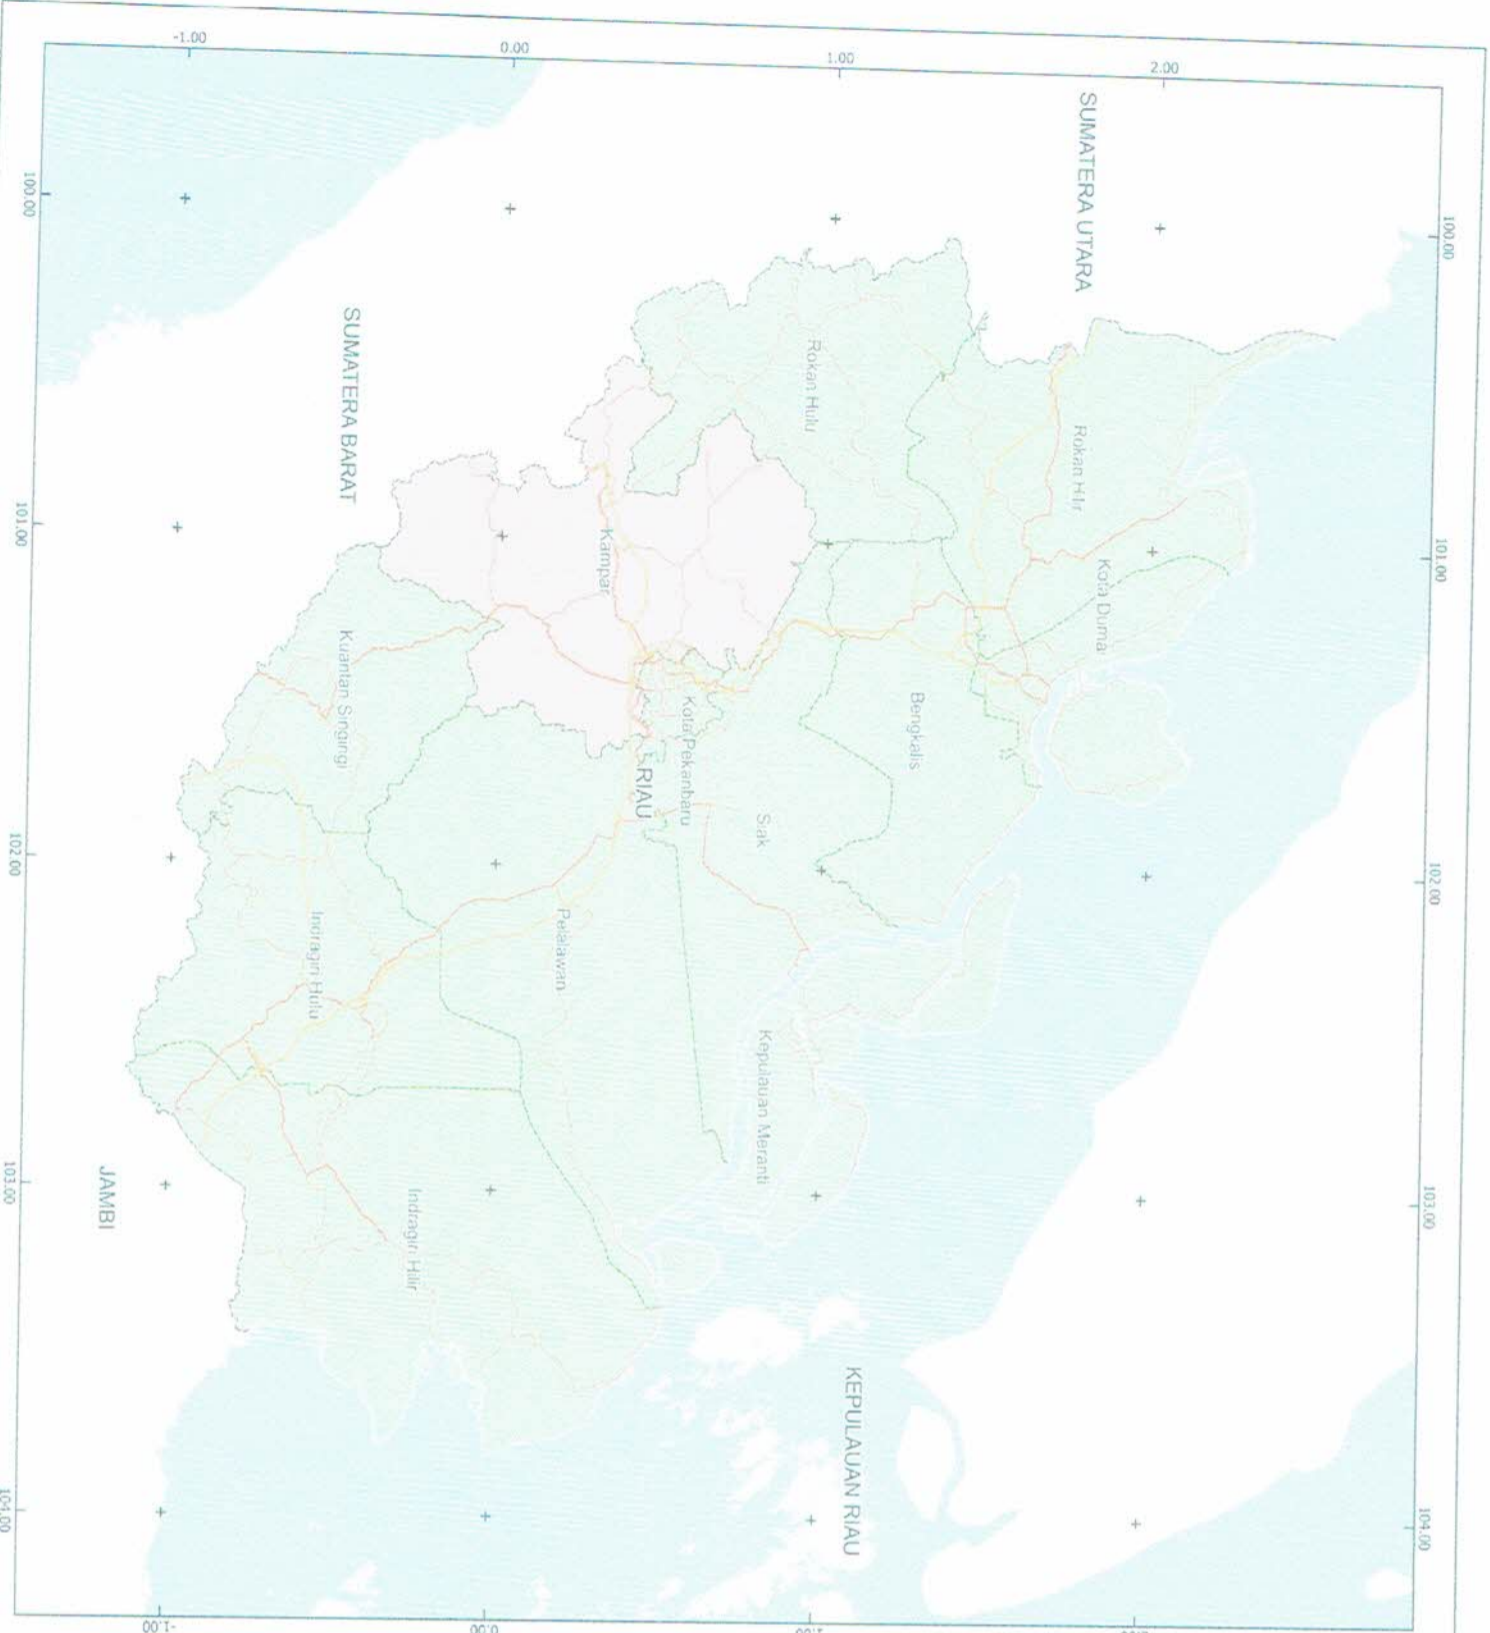 100.00
101.00
102.00
103.00
104.00
2.00
1.00
0.00
-1.00
SUMATERA UTARA
Rokan Hilir
Kota Dumai
Bengkalis
Rokan Hulu
Siak
Kepulauan Meranti
KEPULAUAN RIAU
Kota Pekanbaru
RIAU
Kampar
Pelalawan
Indragiri Hilir
SUMATERA BARAT
Kuantan Singingi
Indragiri Hulu
JAMBI
1.00
0.00
-1.00
100.00
101.00
102.00
103.00
104.00